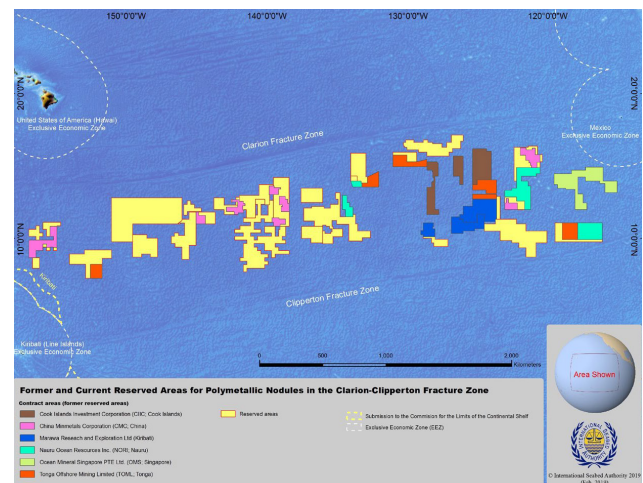 150°0'0"W 140°0'0"W 130°0'0"W 120°0'0"W
20°0'0"N
20°0'0"N
United States of America (Hawai)
Exclusive Economic Zone
Mexico
Exclusive Economic Zone
Clarion Fracture Zone
10°0'0"N
10°0'0"N
Kiribati
Clipperton Fracture Zone
Kiribati (Line Islands)
Exclusive Economic Zone
0 500 1,000 2,000
Kilometers
Former and Current Reserved Areas for Polymetallic Nodules in the Clarion-Clipperton Fracture Zone
Contract areas (former reserved areas)
Cook Islands Investment Corporation (CIIC; Cook Islands)
China Minmetals Corporation (CMC; China)
Marawa Reseach and Exploration Ltd (Kiribati)
Nauru Ocean Resources Inc. (NORI; Nauru)
Ocean Mineral Singapore PTE Ltd. (OMS; Singapore)
Tonga Offshore Mining Limited (TOML; Tonga)
Reserved areas
Submission to the Commision for the Limits of the Continental Shelf
Exclusive Economic Zone (EEZ)
Area Shown
INTERNATIONAL SEABED AUTHORITY
© International Seabed Authority 2019